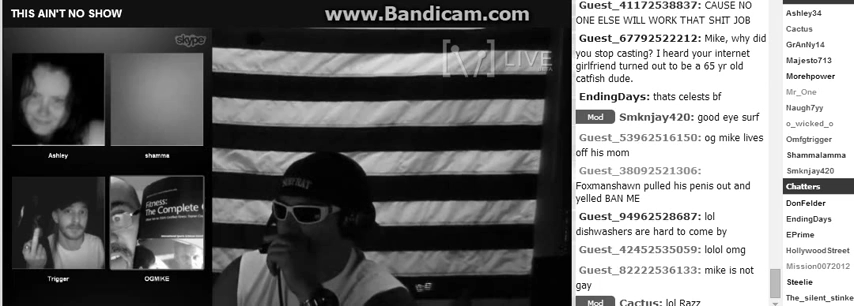 THIS AIN'T NO SHOW
www.Bandicam.com
skype
LIVE
Ashley
shamma
Fitness:
The Complete
Trigger
OGMIKE
Guest_41172538837: CAUSE NO
ONE ELSE WILL WORK THAT SHIT JOB
Guest_67792522212: Mike, why did
you stop casting? I heard your internet
girlfriend turned out to be a 65 yr old
catfish dude.
EndingDays: thats celests bf
Mod Smknjay420: good eye surf
Guest_53962516150: og mike lives
off his mom
Guest_38092521306:
Foxmanshawn pulled his penis out and
yelled BAN ME
Guest_94962528687: lol
dishwashers are hard to come by
Guest_42452535059: lolol omg
Guest_82222536133: mike is not
gay
Mod Cactus: lol Razz
Ashley34
Cactus
GrAnNy14
Majesto713
Morehpower
Mr_One
Naugh7yy
o_wicked_o
Omfgtrigger
Shammalamma
Smknjay420
Chatters
DonFelder
EndingDays
EPrime
HollywoodStreet
Mission0072012
Steelie
The_silent_stinke